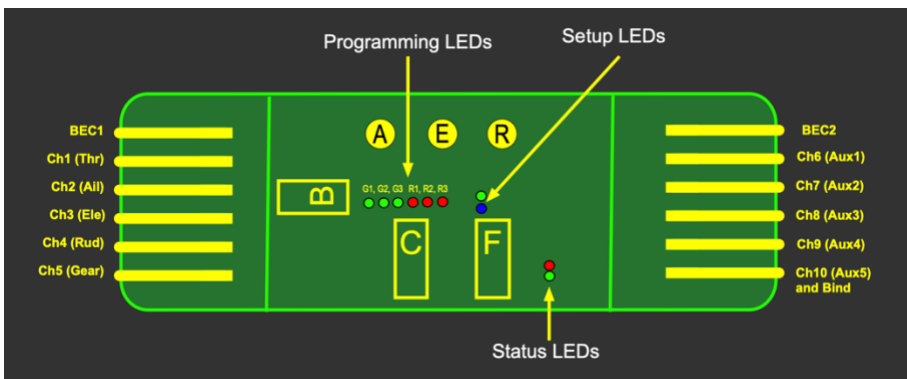 Programming LEDs
Setup LEDs
BEC1
Ch1 (Thr)
Ch2 (Ail)
Ch3 (Ele)
Ch4 (Rud)
Ch5 (Gear)
A E R
B
G1, G2, G3 R1, R2, R3
C
F
BEC2
Ch6 (Aux1)
Ch7 (Aux2)
Ch8 (Aux3)
Ch9 (Aux4)
Ch10 (Aux5)
and Bind
Status LEDs